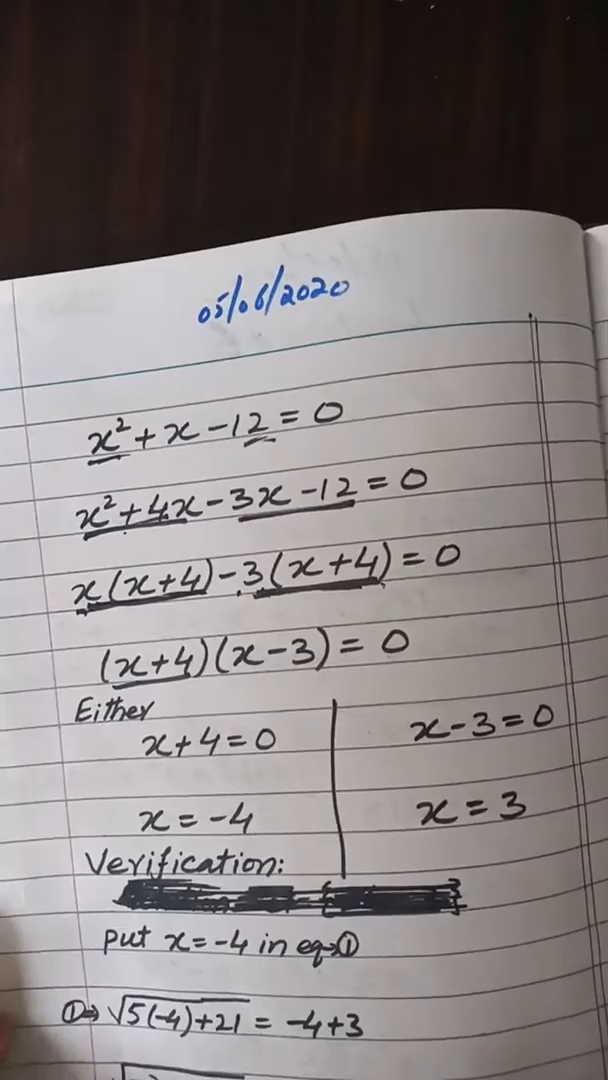 05/06/2020
x² + x - 12 = 0
x² + 4x - 3x - 12 = 0
x(x+4) - 3(x+4) = 0
(x+4)(x-3) = 0
Either
x+4=0
x-3=0
x = -4
x = 3
Verification:
put x = -4 in eq→①
①⇒ √5(-4)+21 = -4+3